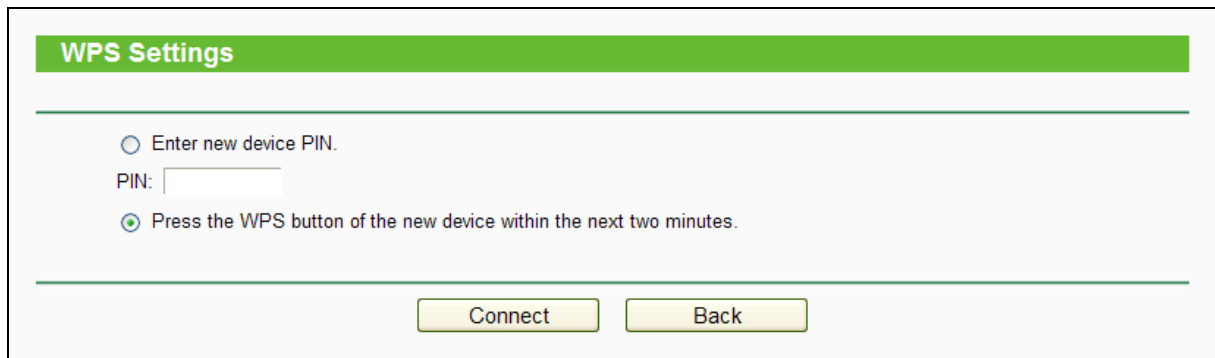 WPS Settings
Enter new device PIN.
PIN:
Press the WPS button of the new device within the next two minutes.
Connect Back